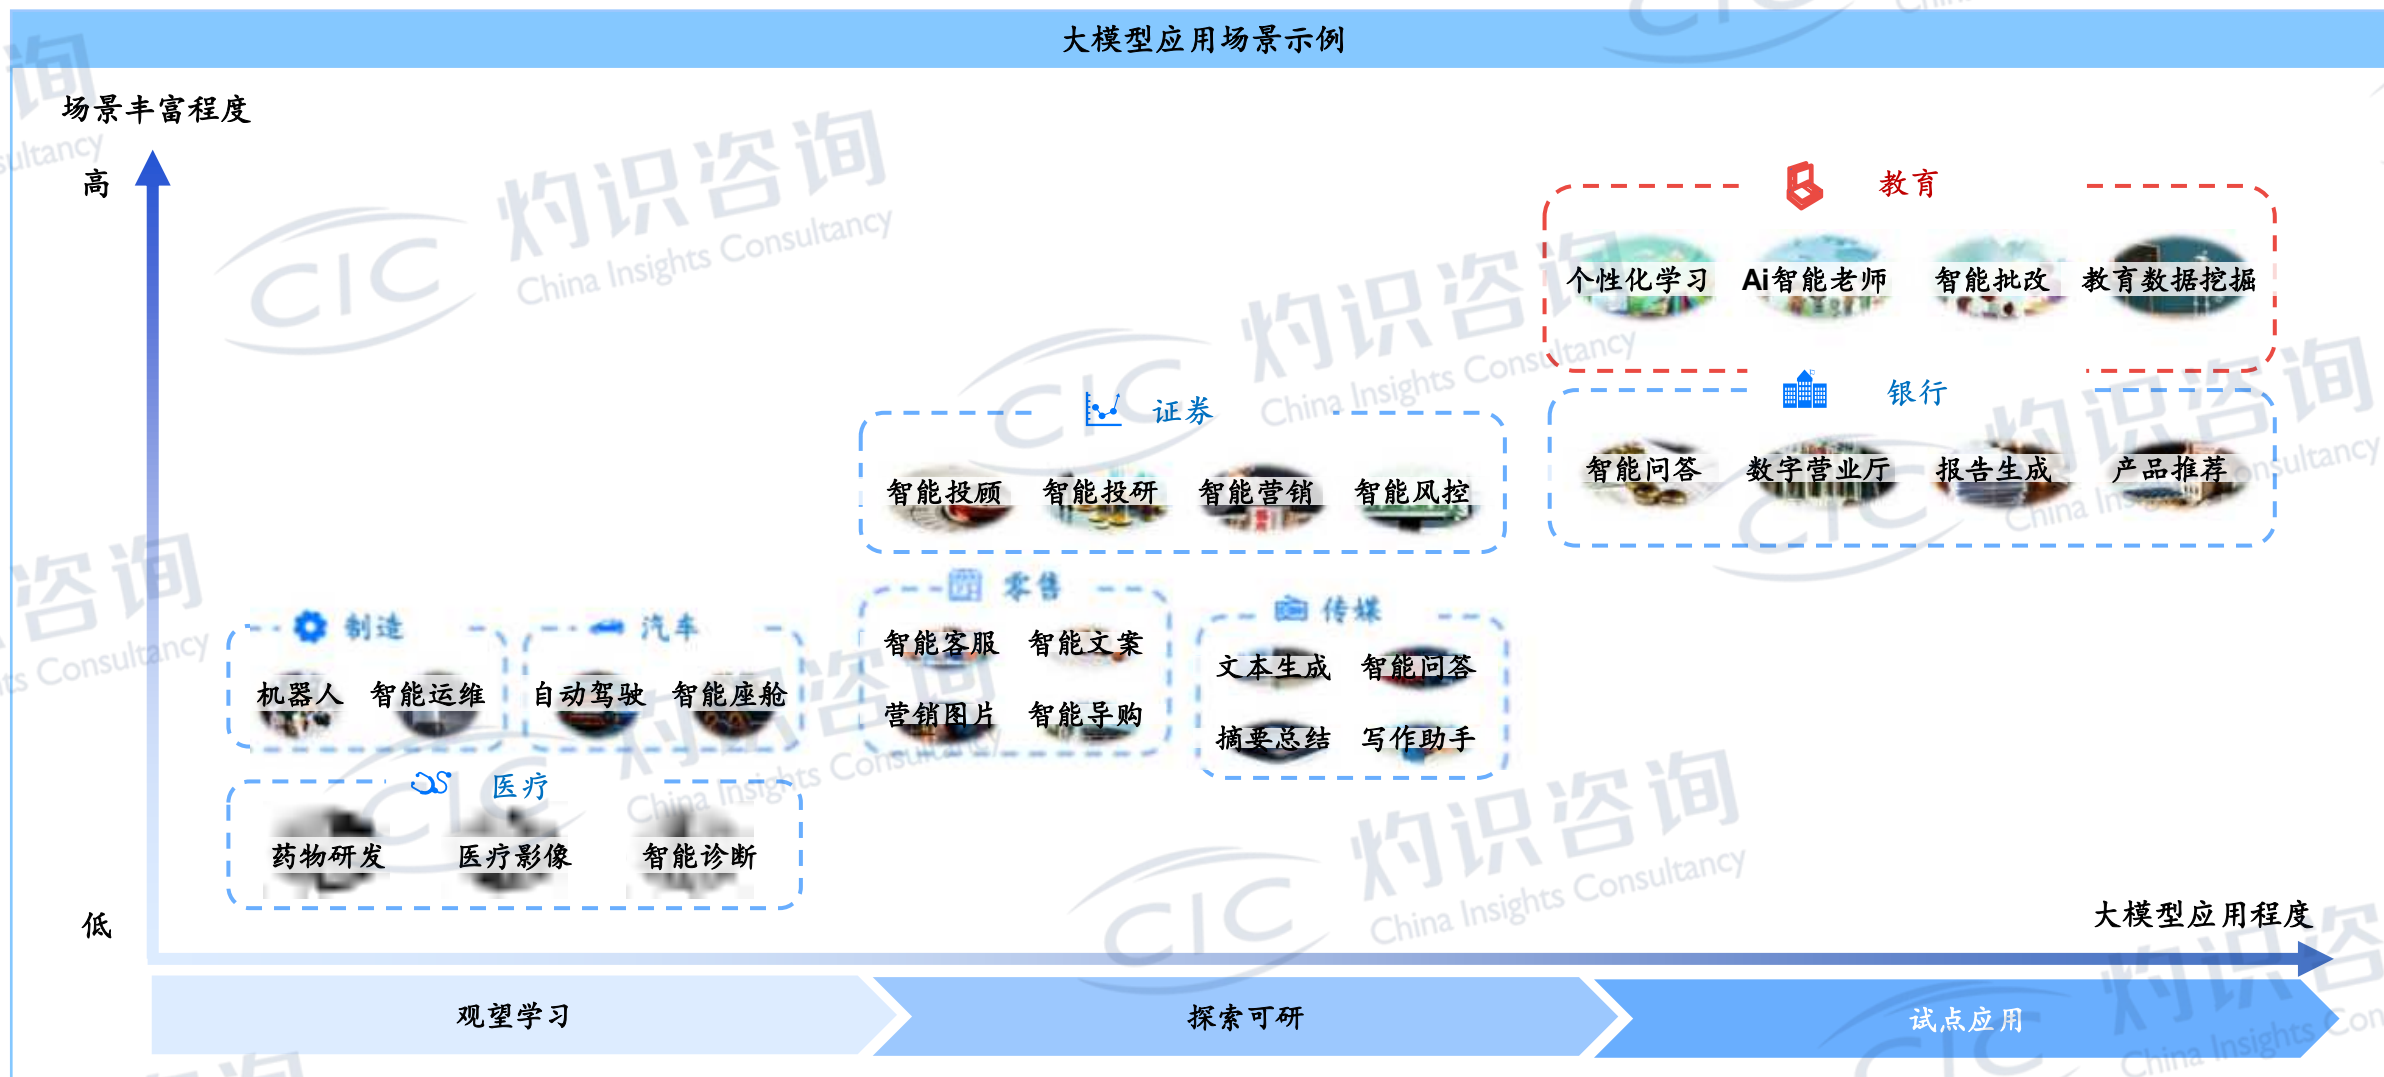 大模型应用场景示例
场景丰富程度
高
教育
个性化学习 Ai智能老师 智能批改 教育数据挖掘
银行
智能问答 数字营业厅 报告生成 产品推荐
证券
智能投顾 智能投研 智能营销 智能风控
零售
智能客服 智能文案
营销图片 智能导购
传媒
文本生成 智能问答
摘要总结 写作助手
制造
机器人 智能运维
汽车
自动驾驶 智能座舱
医疗
药物研发 医疗影像 智能诊断
低
大模型应用程度
观望学习
探索可研
试点应用
CIC 灼识咨询
China Insights Consultancy